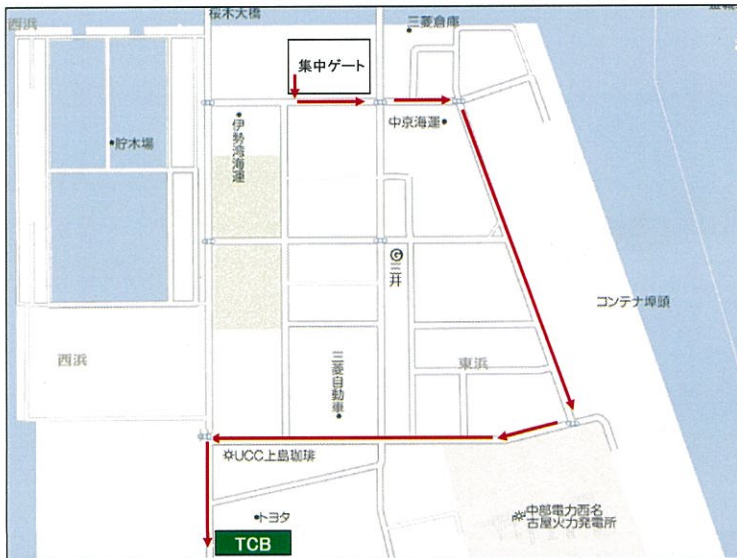 西浜
桜木大橋
三菱倉庫
集中ゲート
中京海運
伊勢湾海運
貯木場
三井
コンテナ埠頭
西浜
三菱自動車
東浜
UCC上島珈琲
中部電力西名
古屋火力発電所
トヨタ
TCB